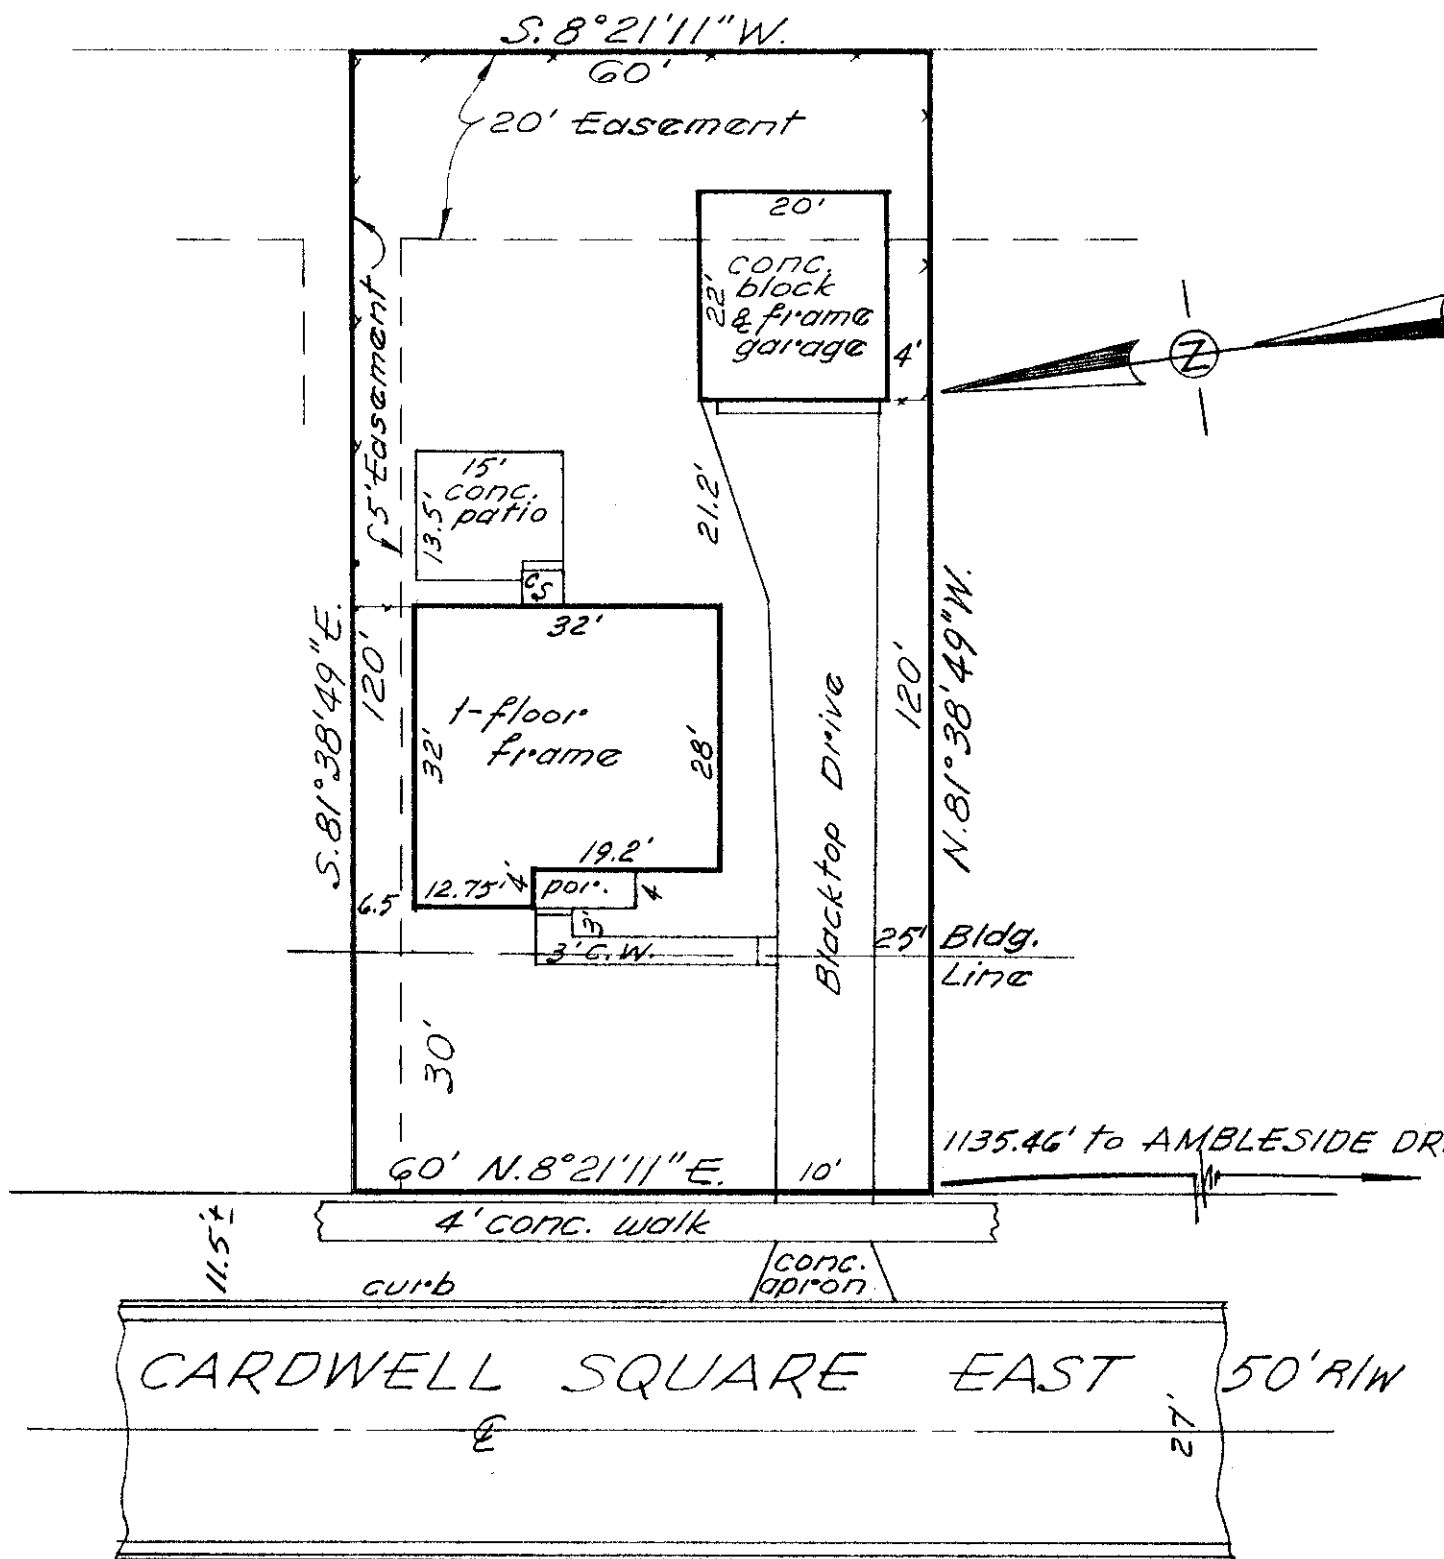 S. 8°21'11" W.
60'
20' Easement
20'
conc.
block
& frame
garage
22'
4'
Z
5' Easement
15'
conc.
patio
13.5'
CS
21.2'
32'
S. 81°38'49" E.
120'
1-floor
frame
32'
28'
Blacktop Drive
120'
N. 81°38'49" W.
19.2'
6.5
12.75'
4'
por.
4
3'
3' C.W.
25' Bldg.
Line
30'
1135.46' to AMBLESIDE DR.
60' N. 8°21'11" E.
10'
4' conc. walk
11.5'±
curb
conc.
apron
CARDWELL SQUARE EAST 50' R/W
℄
27'